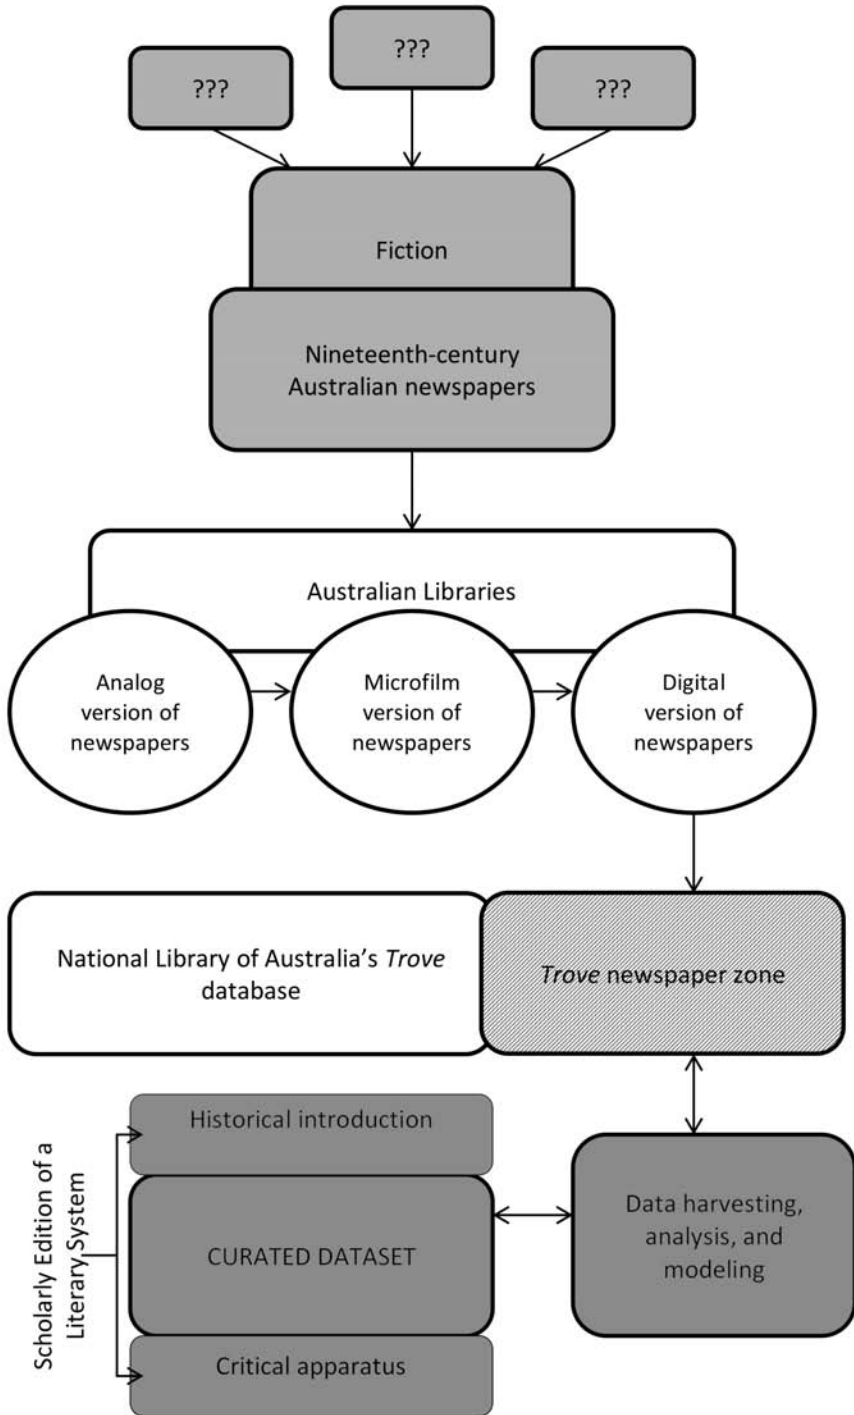 ???
???
???
Fiction
Nineteenth-century
Australian newspapers
Australian Libraries
Analog
version of
newspapers
Microfilm
version of
newspapers
Digital
version of
newspapers
National Library of Australia's Trove
database
Trove newspaper zone
Scholarly Edition of a
Literary System
Historical introduction
CURATED DATASET
Critical apparatus
Data harvesting,
analysis, and
modeling